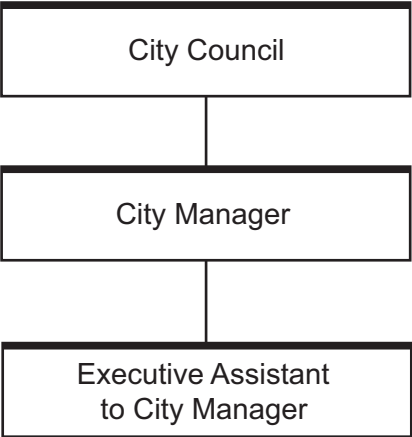 City Council
City Manager
Executive Assistant
to City Manager